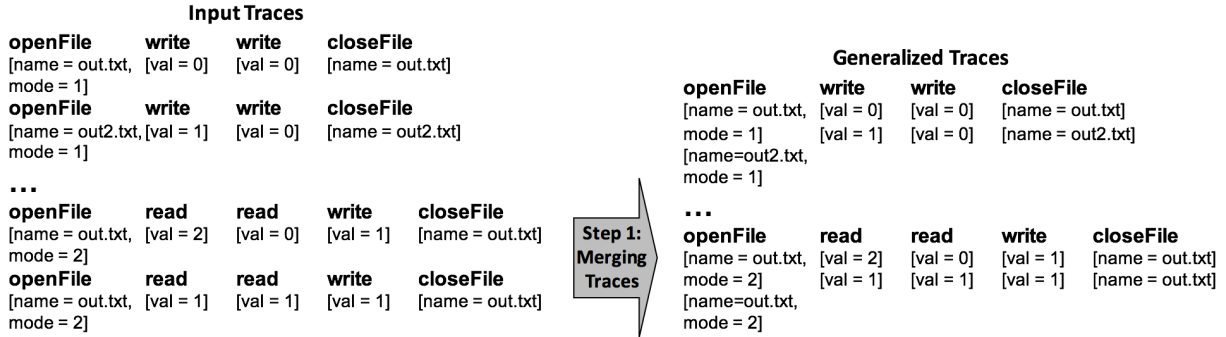 Input Traces
openFile write write closeFile
[name = out.txt, [val = 0] [val = 0] [name = out.txt]
mode = 1]
openFile write write closeFile
[name = out2.txt, [val = 1] [val = 0] [name = out2.txt]
mode = 1]
...
openFile read read write closeFile
[name = out.txt, [val = 2] [val = 0] [val = 1] [name = out.txt]
mode = 2]
openFile read read write closeFile
[name = out.txt, [val = 1] [val = 1] [val = 1] [name = out.txt]
mode = 2]
Step 1:
Merging
Traces
Generalized Traces
openFile write write closeFile
[name = out.txt, [val = 0] [val = 0] [name = out.txt]
mode = 1] [val = 1] [val = 0] [name = out2.txt]
[name=out2.txt,
mode = 1]
...
openFile read read write closeFile
[name = out.txt, [val = 2] [val = 0] [val = 1] [name = out.txt]
mode = 2] [val = 1] [val = 1] [val = 1] [name = out.txt]
[name=out.txt,
mode = 2]